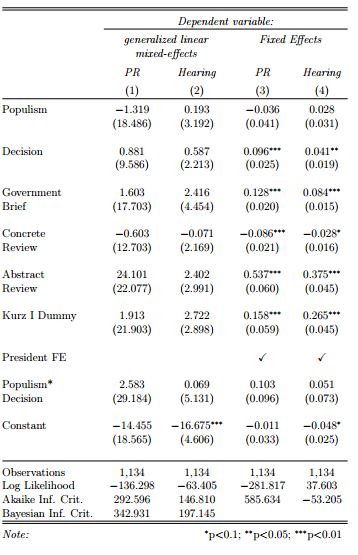 Dependent variable:
generalized linear mixed-effects Fixed Effects
PR Hearing PR Hearing
(1) (2) (3) (4)
Populism −1.319 0.193 −0.036 0.028
(18.486) (3.192) (0.041) (0.031)
Decision 0.881 0.587 0.096*** 0.041**
(9.586) (2.213) (0.025) (0.019)
Government 1.603 2.416 0.128*** 0.084***
Brief (17.703) (4.454) (0.020) (0.015)
Concrete −0.603 −0.071 −0.086*** −0.028*
Review (12.703) (2.169) (0.021) (0.016)
Abstract 24.101 2.402 0.537*** 0.375***
Review (22.077) (2.991) (0.060) (0.045)
Kurz I Dummy 1.913 2.722 0.158*** 0.265***
(21.903) (2.898) (0.059) (0.045)
President FE ✓ ✓
Populism* 2.583 0.069 0.103 0.051
Decision (29.184) (5.131) (0.096) (0.073)
Constant −14.455 −16.675*** −0.011 −0.048*
(18.565) (4.606) (0.033) (0.025)
Observations 1,134 1,134 1,134 1,134
Log Likelihood −136.298 −63.405 −281.817 37.603
Akaike Inf. Crit. 292.596 146.810 585.634 −53.205
Bayesian Inf. Crit. 342.931 197.145
Note: *p<0.1; **p<0.05; ***p<0.01